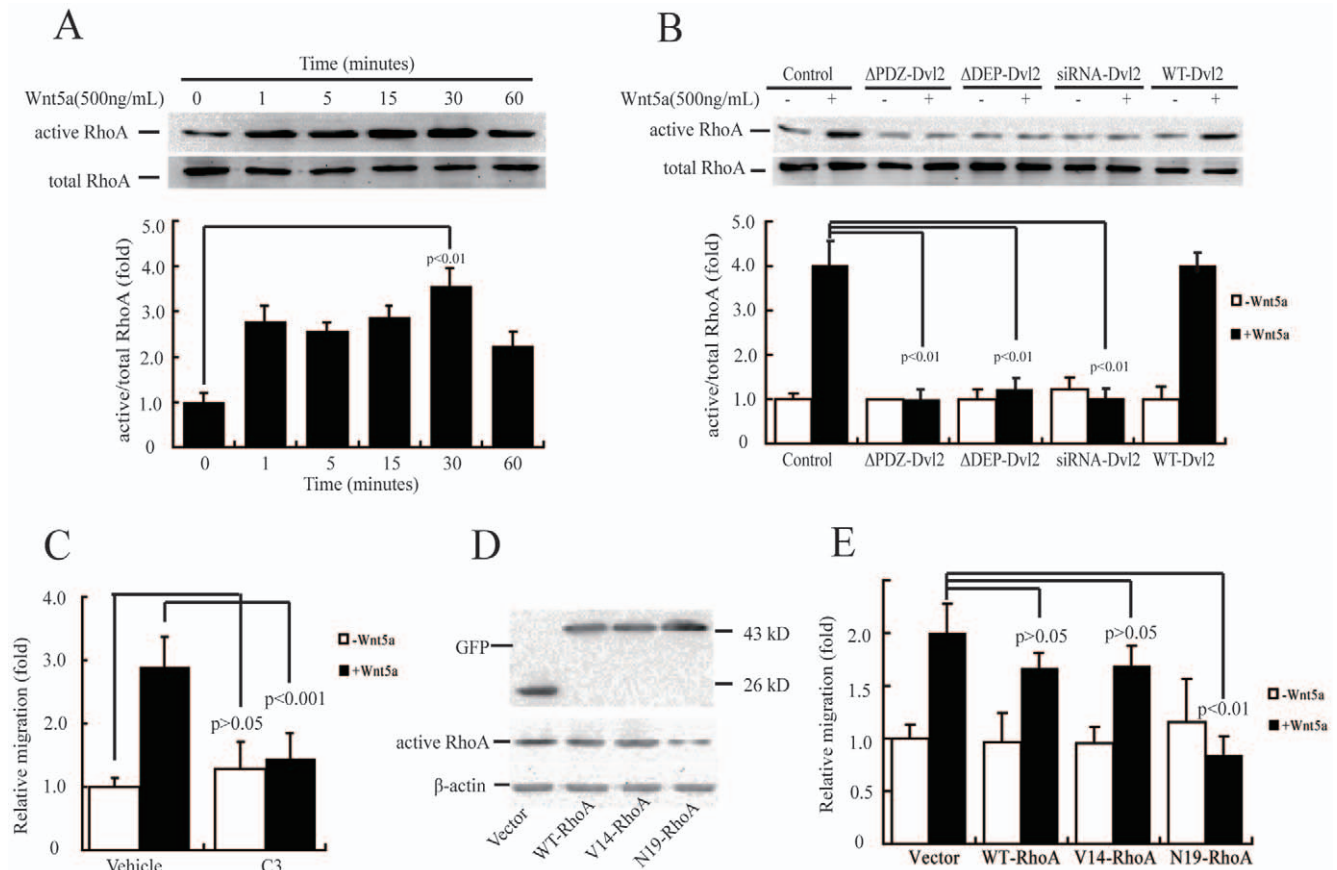 A
Time (minutes)
Wnt5a(500ng/mL) 0 1 5 15 30 60
active RhoA
total RhoA
active/total RhoA (fold)
5.0
4.0
3.0
2.0
1.0
0
p<0.01
0 1 5 15 30 60
Time (minutes)
B
Control ΔPDZ-Dvl2 ΔDEP-Dvl2 siRNA-Dvl2 WT-Dvl2
Wnt5a(500ng/mL) - + - + - + - + - +
active RhoA
total RhoA
active/total RhoA (fold)
5.0
4.0
3.0
2.0
1.0
0
p<0.01 p<0.01 p<0.01
-Wnt5a
+Wnt5a
Control ΔPDZ-Dvl2 ΔDEP-Dvl2 siRNA-Dvl2 WT-Dvl2
C
Relative migration (fold)
4.0
3.0
2.0
1.0
0
p>0.05
p<0.001
-Wnt5a
+Wnt5a
Vehicle C3
D
GFP
43 kD
26 kD
active RhoA
β-actin
Vector
WT-RhoA
V14-RhoA
N19-RhoA
E
Relative migration (fold)
2.0
1.5
1.0
0.5
0
p>0.05 p>0.05
p<0.01
-Wnt5a
+Wnt5a
Vector WT-RhoA V14-RhoA N19-RhoA